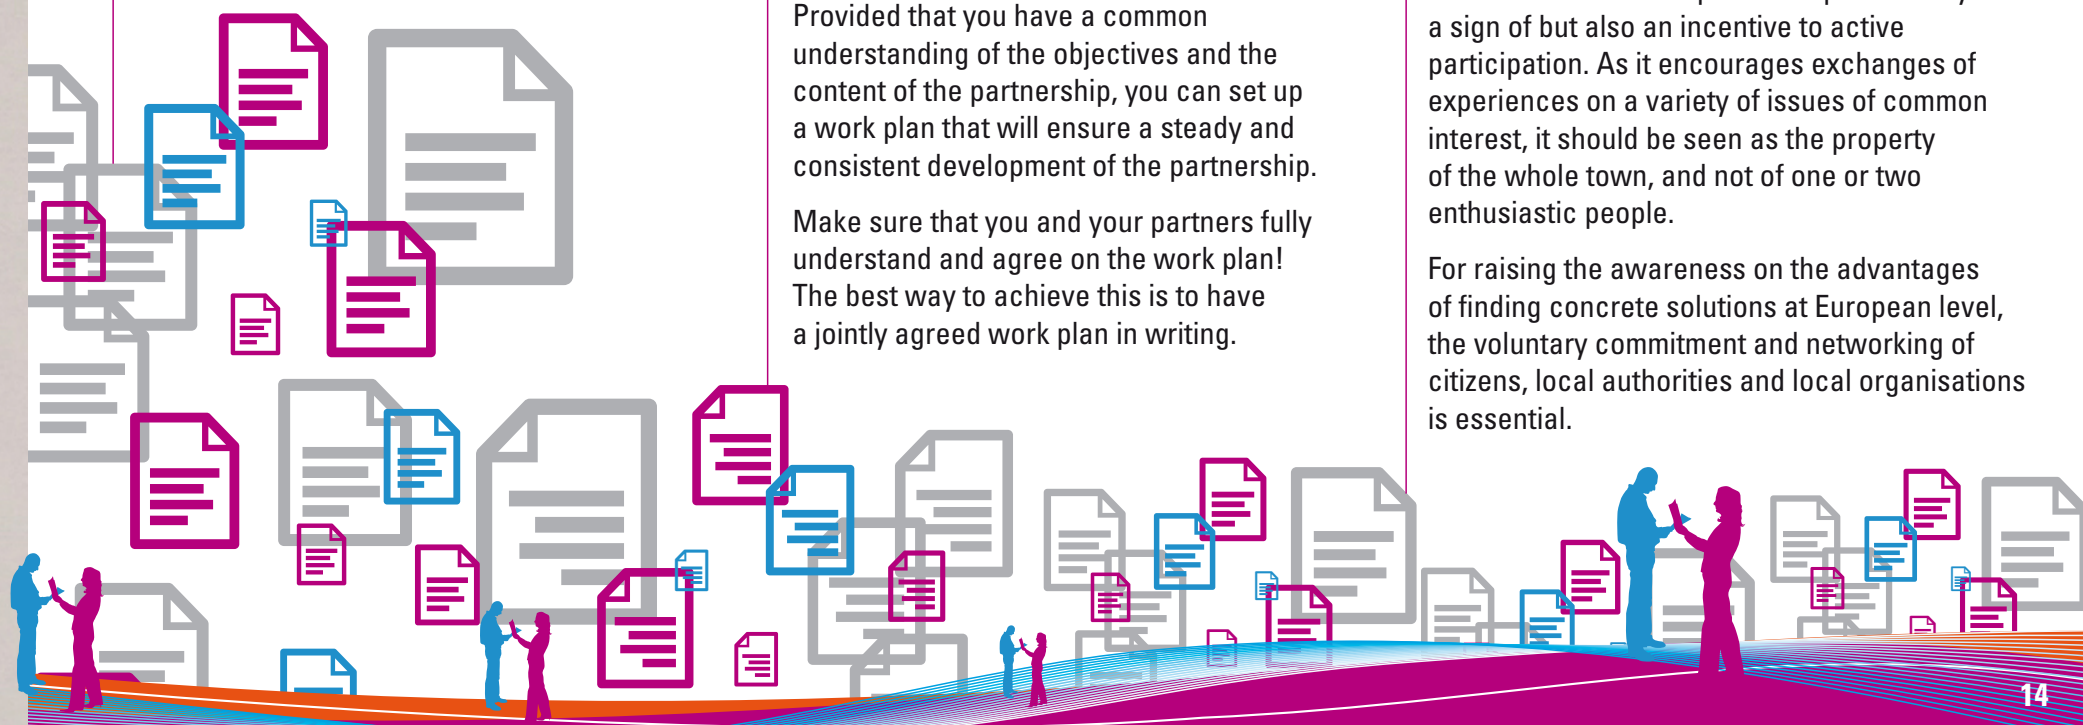 Provided that you have a common
understanding of the objectives and the
content of the partnership, you can set up
a work plan that will ensure a steady and
consistent development of the partnership.
Make sure that you and your partners fully
understand and agree on the work plan!
The best way to achieve this is to have
a jointly agreed work plan in writing.
a sign of but also an incentive to active
participation. As it encourages exchanges of
experiences on a variety of issues of common
interest, it should be seen as the property
of the whole town, and not of one or two
enthusiastic people.
For raising the awareness on the advantages
of finding concrete solutions at European level,
the voluntary commitment and networking of
citizens, local authorities and local organisations
is essential.
14